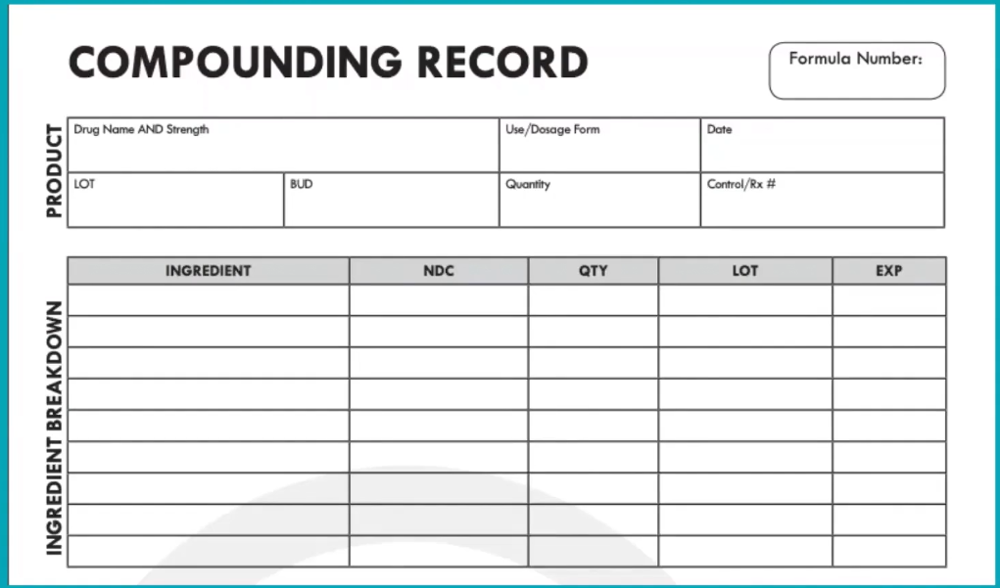 COMPOUNDING RECORD
Formula Number:
PRODUCT
Drug Name AND Strength
Use/Dosage Form
Date
LOT
BUD
Quantity
Control/Rx #
INGREDIENT BREAKDOWN
INGREDIENT
NDC
QTY
LOT
EXP